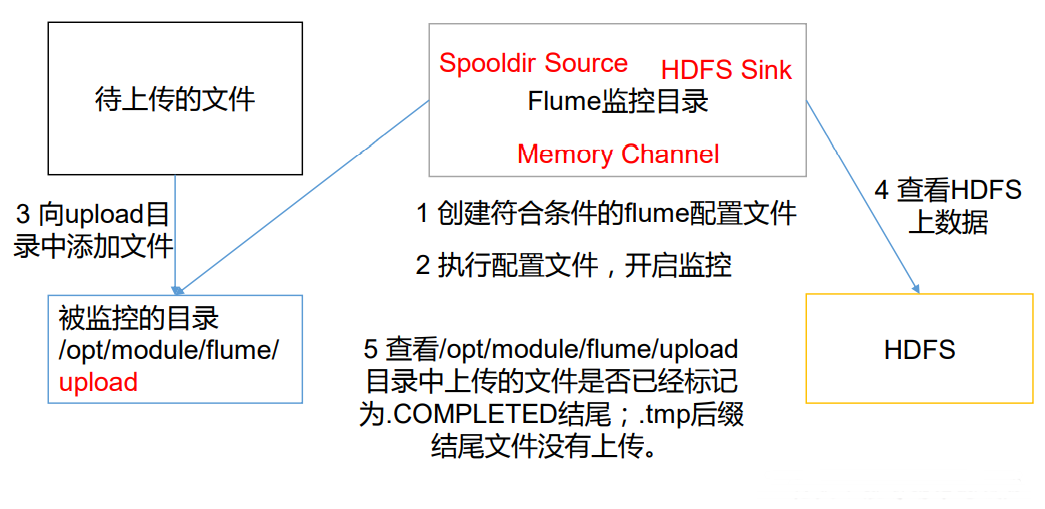 待上传的文件
Spooldir Source
HDFS Sink
Flume监控目录
Memory Channel
3 向upload目
录中添加文件
1 创建符合条件的flume配置文件
2 执行配置文件，开启监控
4 查看HDFS
上数据
被监控的目录
/opt/module/flume/
upload
5 查看/opt/module/flume/upload
目录中上传的文件是否已经标记
为.COMPLETED结尾；.tmp后缀
结尾文件没有上传。
HDFS